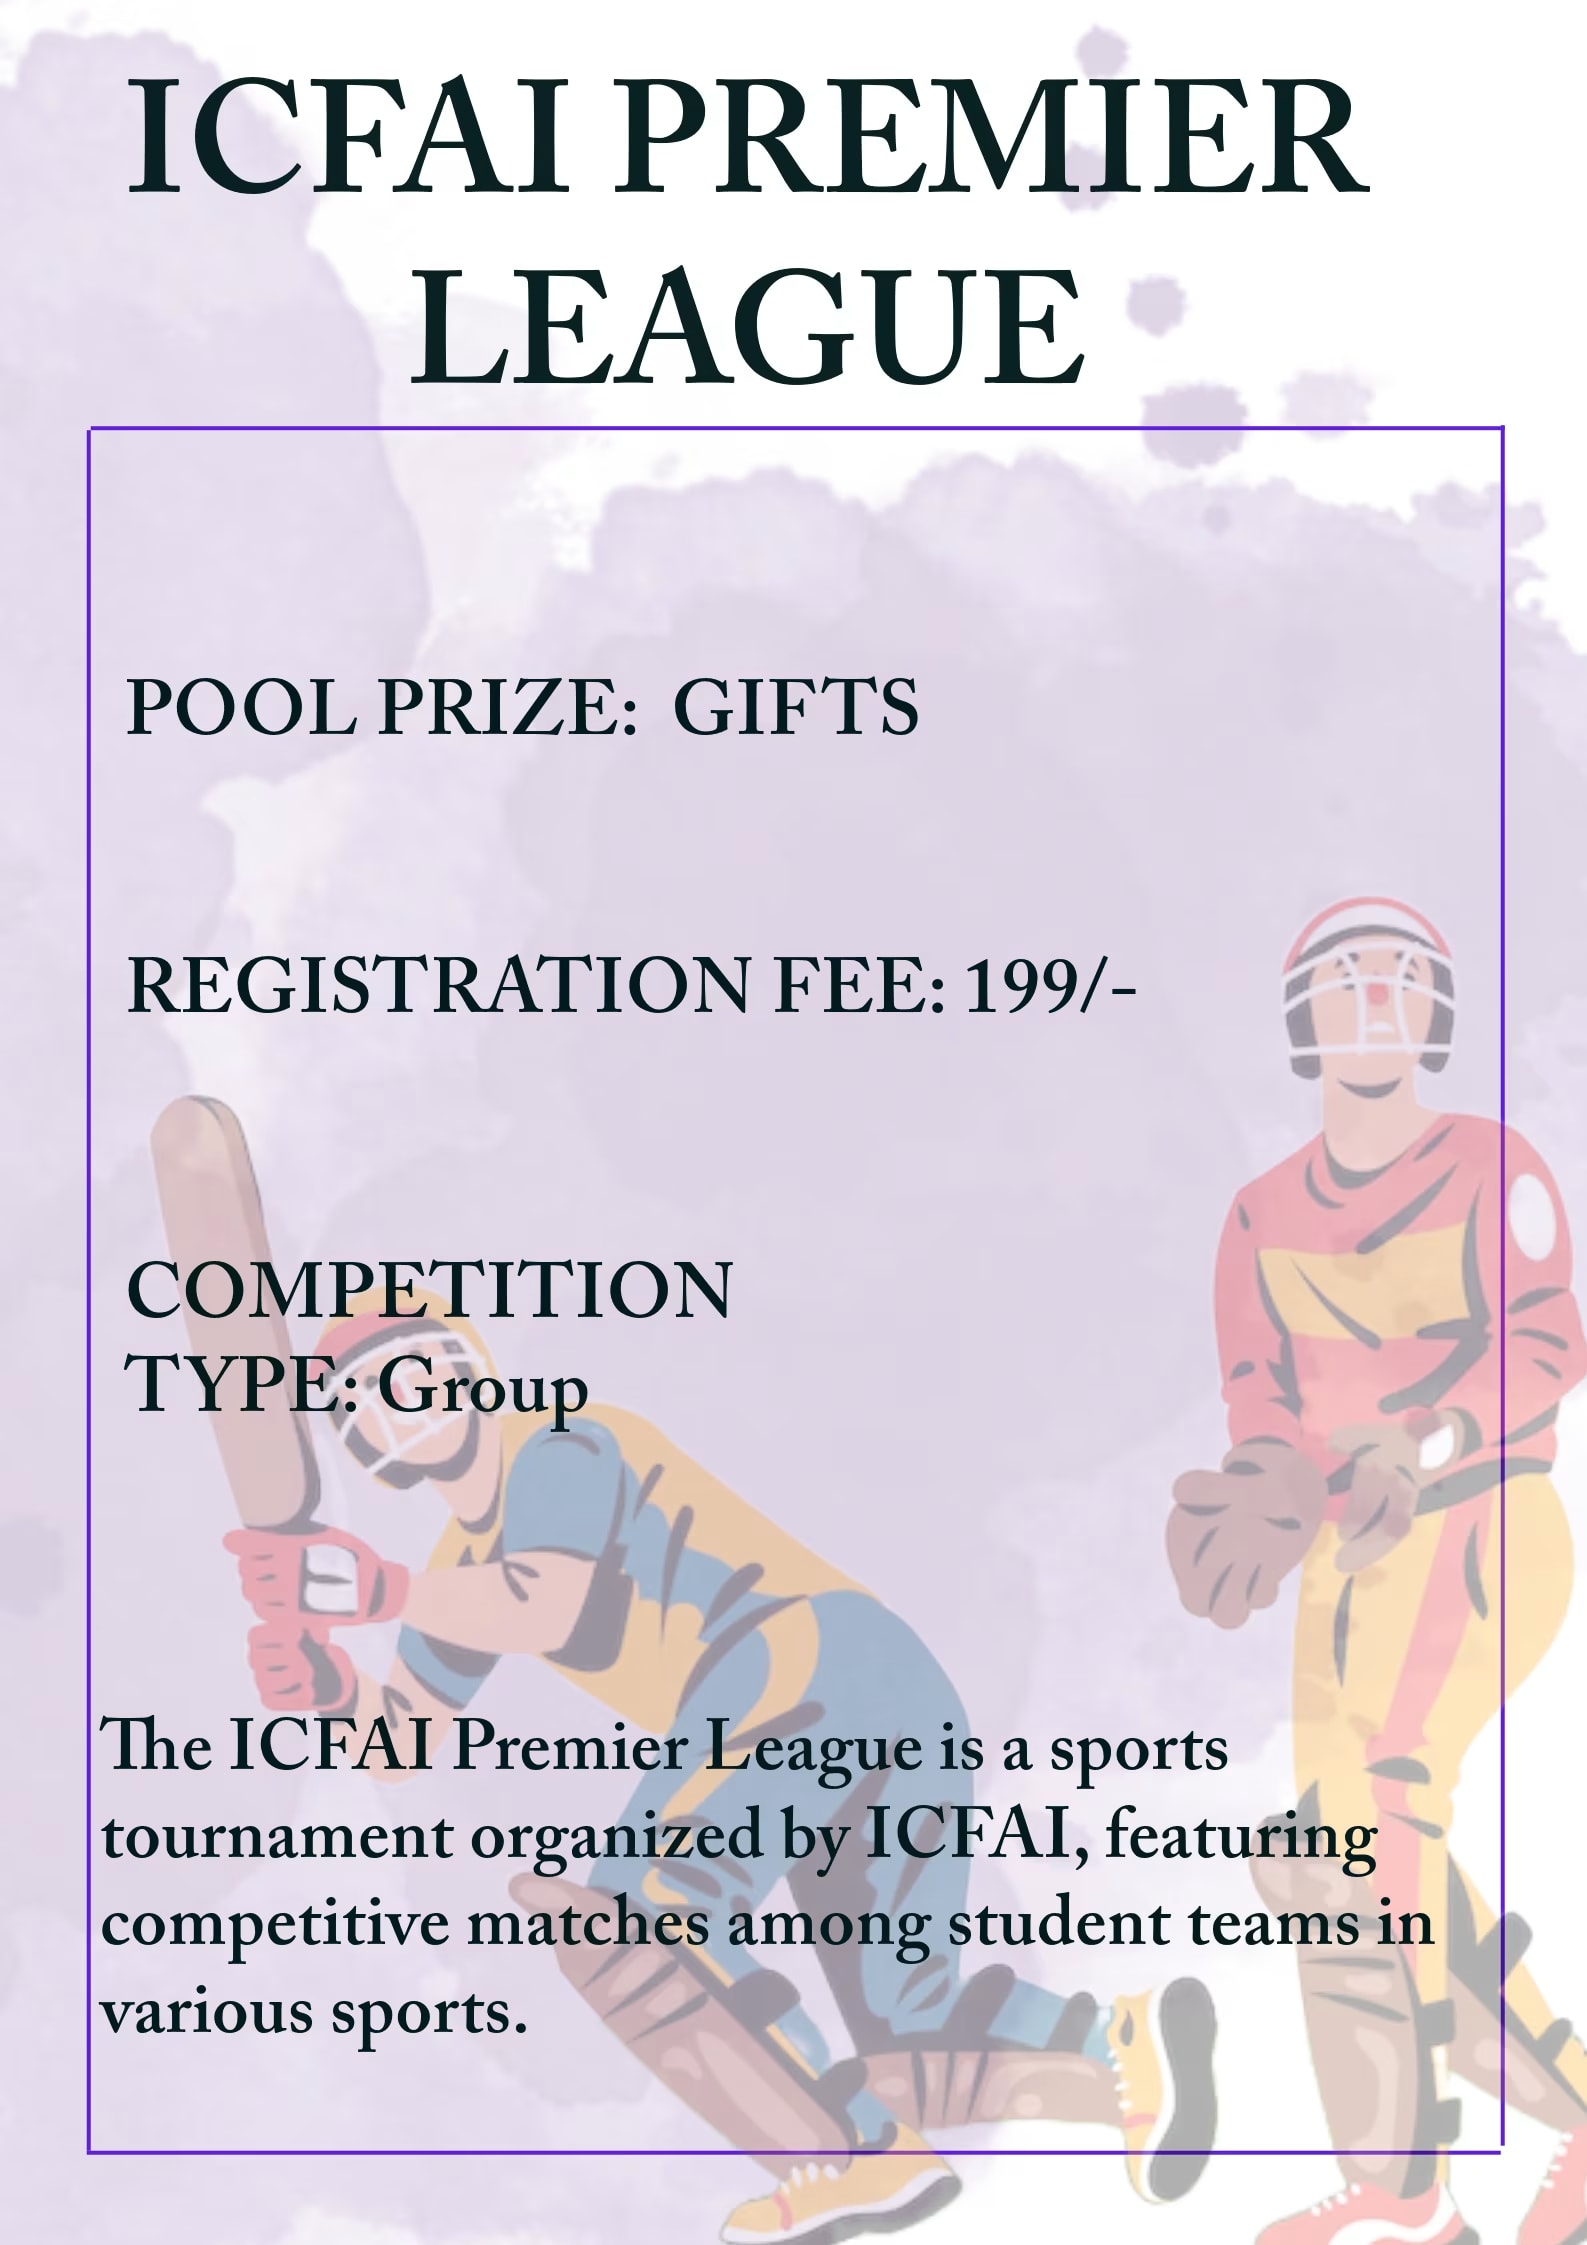 ICFAI PREMIER
LEAGUE
POOL PRIZE:  GIFTS
REGISTRATION FEE: 199/-
COMPETITION
TYPE: Group
The ICFAI Premier League is a sports
tournament organized by ICFAI, featuring
competitive matches among student teams in
various sports.